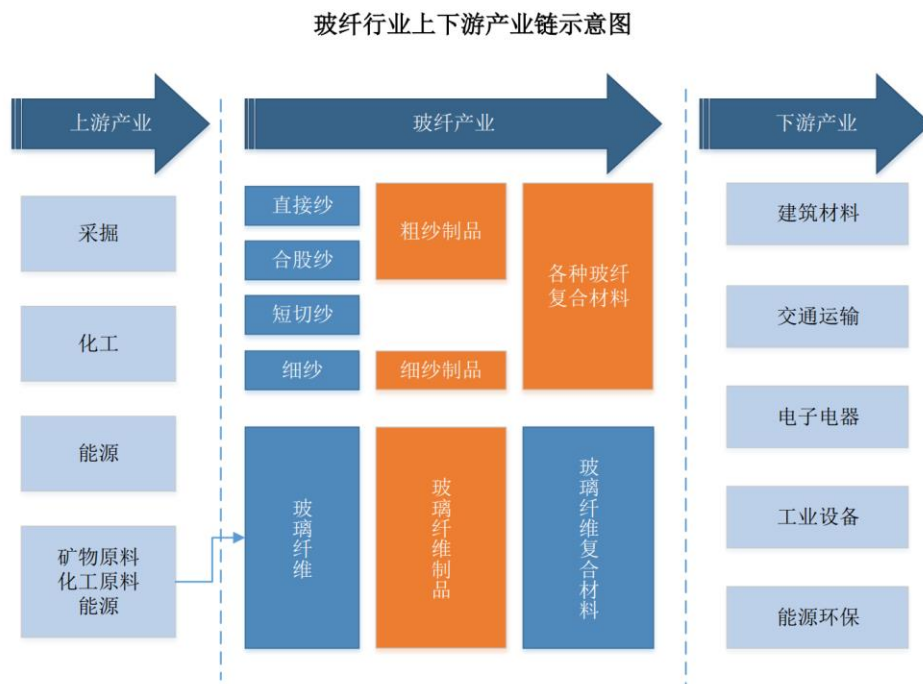 玻纤行业上下游产业链示意图
上游产业
玻纤产业
下游产业
采掘
化工
能源
矿物原料
化工原料
能源
直接纱
合股纱
短切纱
细纱
粗纱制品
细纱制品
各种玻纤
复合材料
玻璃纤维
玻璃纤维制品
玻璃纤维复合材料
建筑材料
交通运输
电子电器
工业设备
能源环保